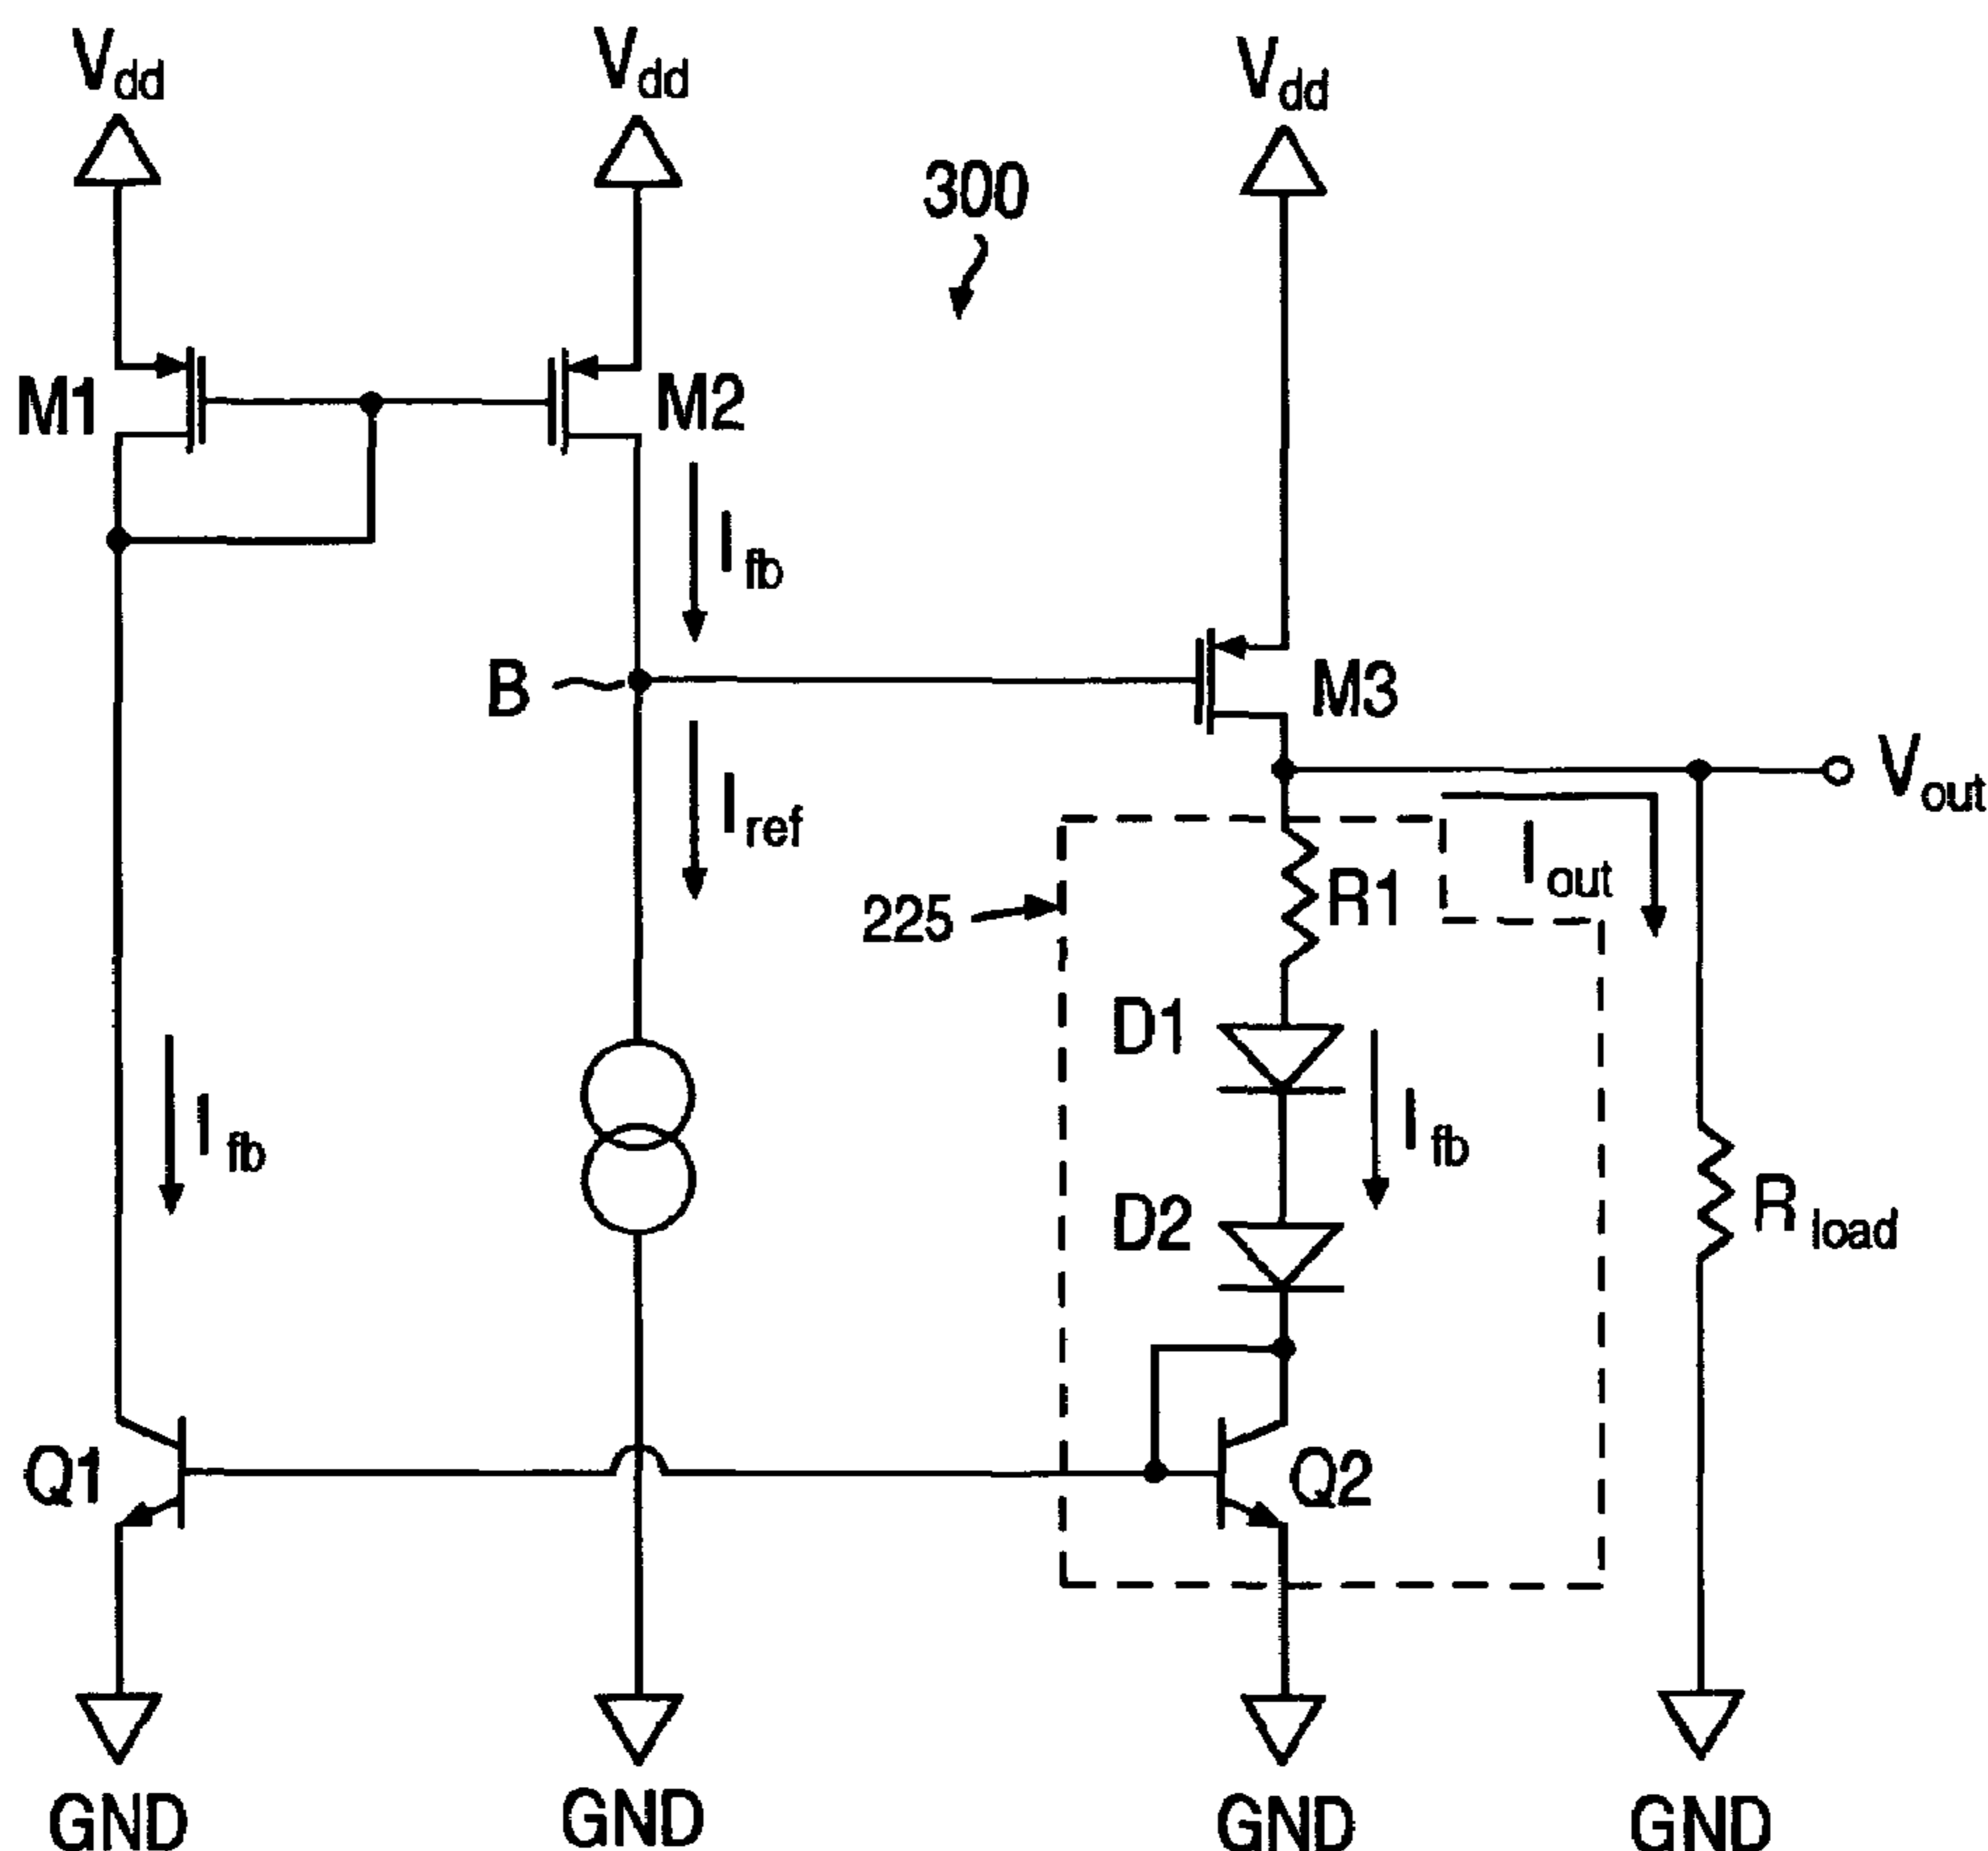 Vdd
Vdd
Vdd
300
M1
M2
Ifb
B
M3
Vout
Iref
Iout
R1
225
D1
Ifb
Ifb
D2
Rload
Q1
Q2
GND
GND
GND
GND